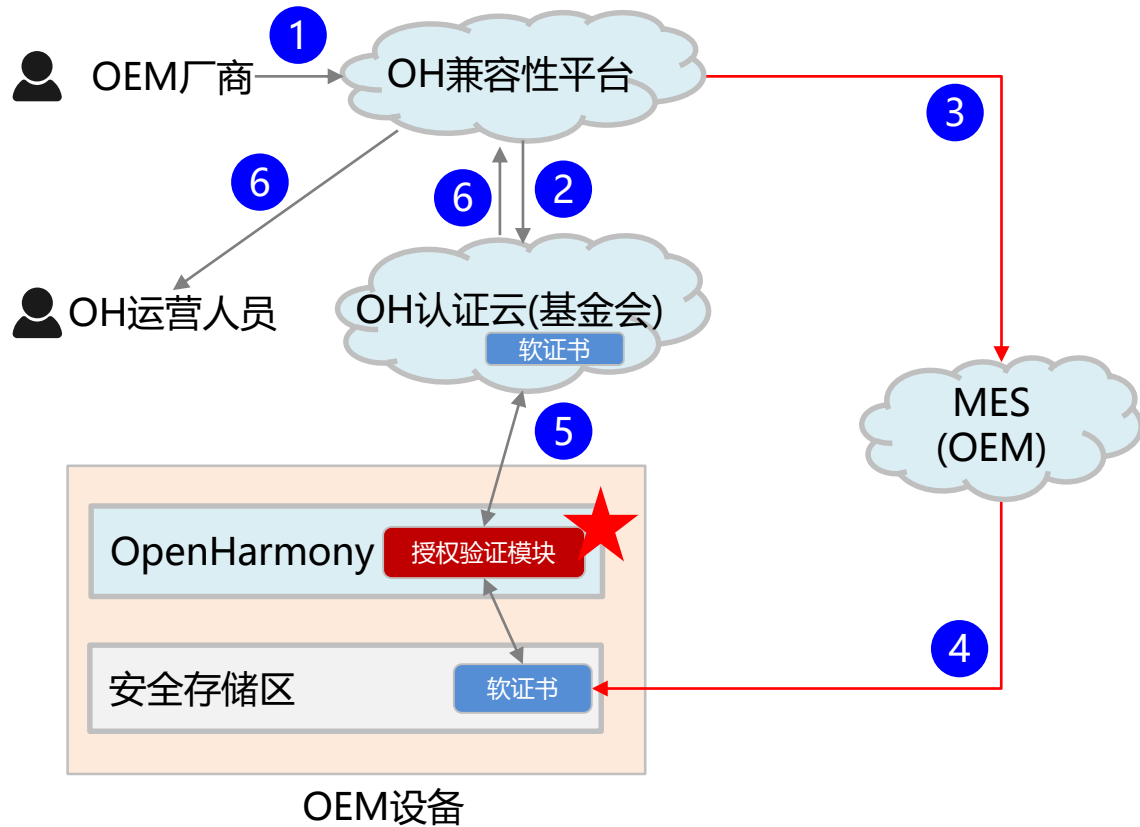 1
OEM厂商
OH兼容性平台
3
6
6
2
OH运营人员
OH认证云(基金会)
软证书
MES
(OEM)
5
OpenHarmony
授权验证模块
4
安全存储区
软证书
OEM设备